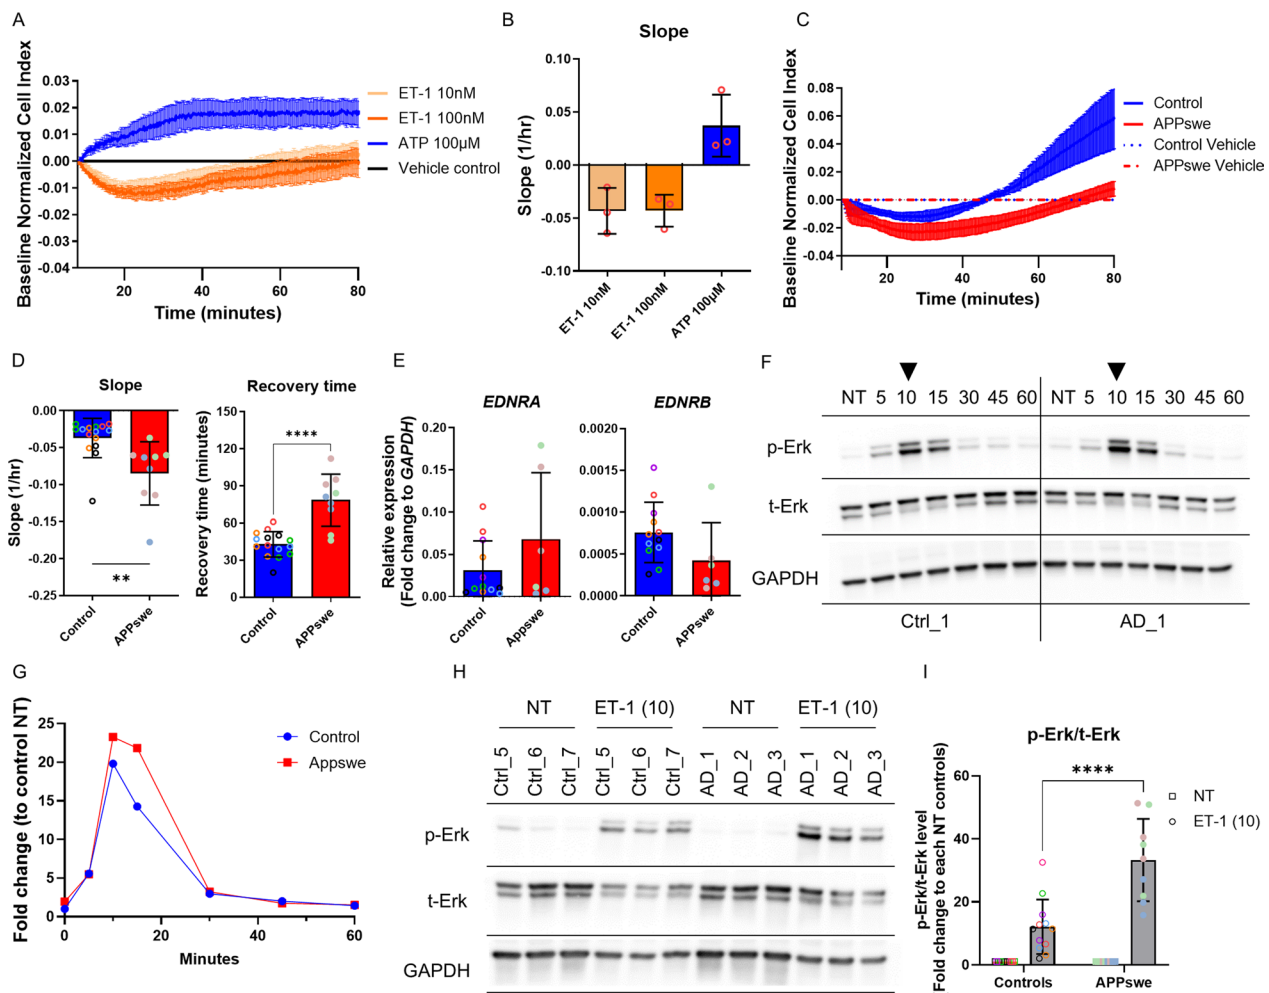 A
Baseline Normalized Cell Index
0.03
0.02
0.01
0.00
-0.01
-0.02
-0.03
-0.04
20
40
60
80
Time (minutes)
ET-1 10nM
ET-1 100nM
ATP 100μM
Vehicle control
B
Slope
Slope (1/hr)
0.10
0.05
0.00
-0.05
-0.10
ET-1 10nM
ET-1 100nM
ATP 100μM
C
Baseline Normalized Cell Index
0.08
0.06
0.04
0.02
0.00
-0.02
-0.04
20
40
60
80
Time (minutes)
Control
APPswe
Control Vehicle
APPswe Vehicle
D
Slope
Slope (1/hr)
0.00
-0.05
-0.10
-0.15
-0.20
-0.25
**
Control
APPswe
Recovery time
Recovery time (minutes)
150
120
90
60
30
0
****
Control
APPswe
E
Relative expression
(Fold change to GAPDH)
EDNRA
0.20
0.15
0.10
0.05
0.00
Control
Appswe
EDNRB
0.0020
0.0015
0.0010
0.0005
0.0000
Control
APPswe
F
NT 5 10 15 30 45 60 NT 5 10 15 30 45 60
p-Erk
t-Erk
GAPDH
Ctrl_1 AD_1
G
Fold change (to control NT)
25
20
15
10
5
0
0
20
40
60
Minutes
Control
Appswe
H
NT ET-1 (10) NT ET-1 (10)
Ctrl_5 Ctrl_6 Ctrl_7 Ctrl_5 Ctrl_6 Ctrl_7 AD_1 AD_2 AD_3 AD_1 AD_2 AD_3
p-Erk
t-Erk
GAPDH
I
p-Erk/t-Erk
p-Erk/t-Erk level
Fold change to each NT controls)
60
40
20
0
****
Controls
APPswe
NT
ET-1 (10)